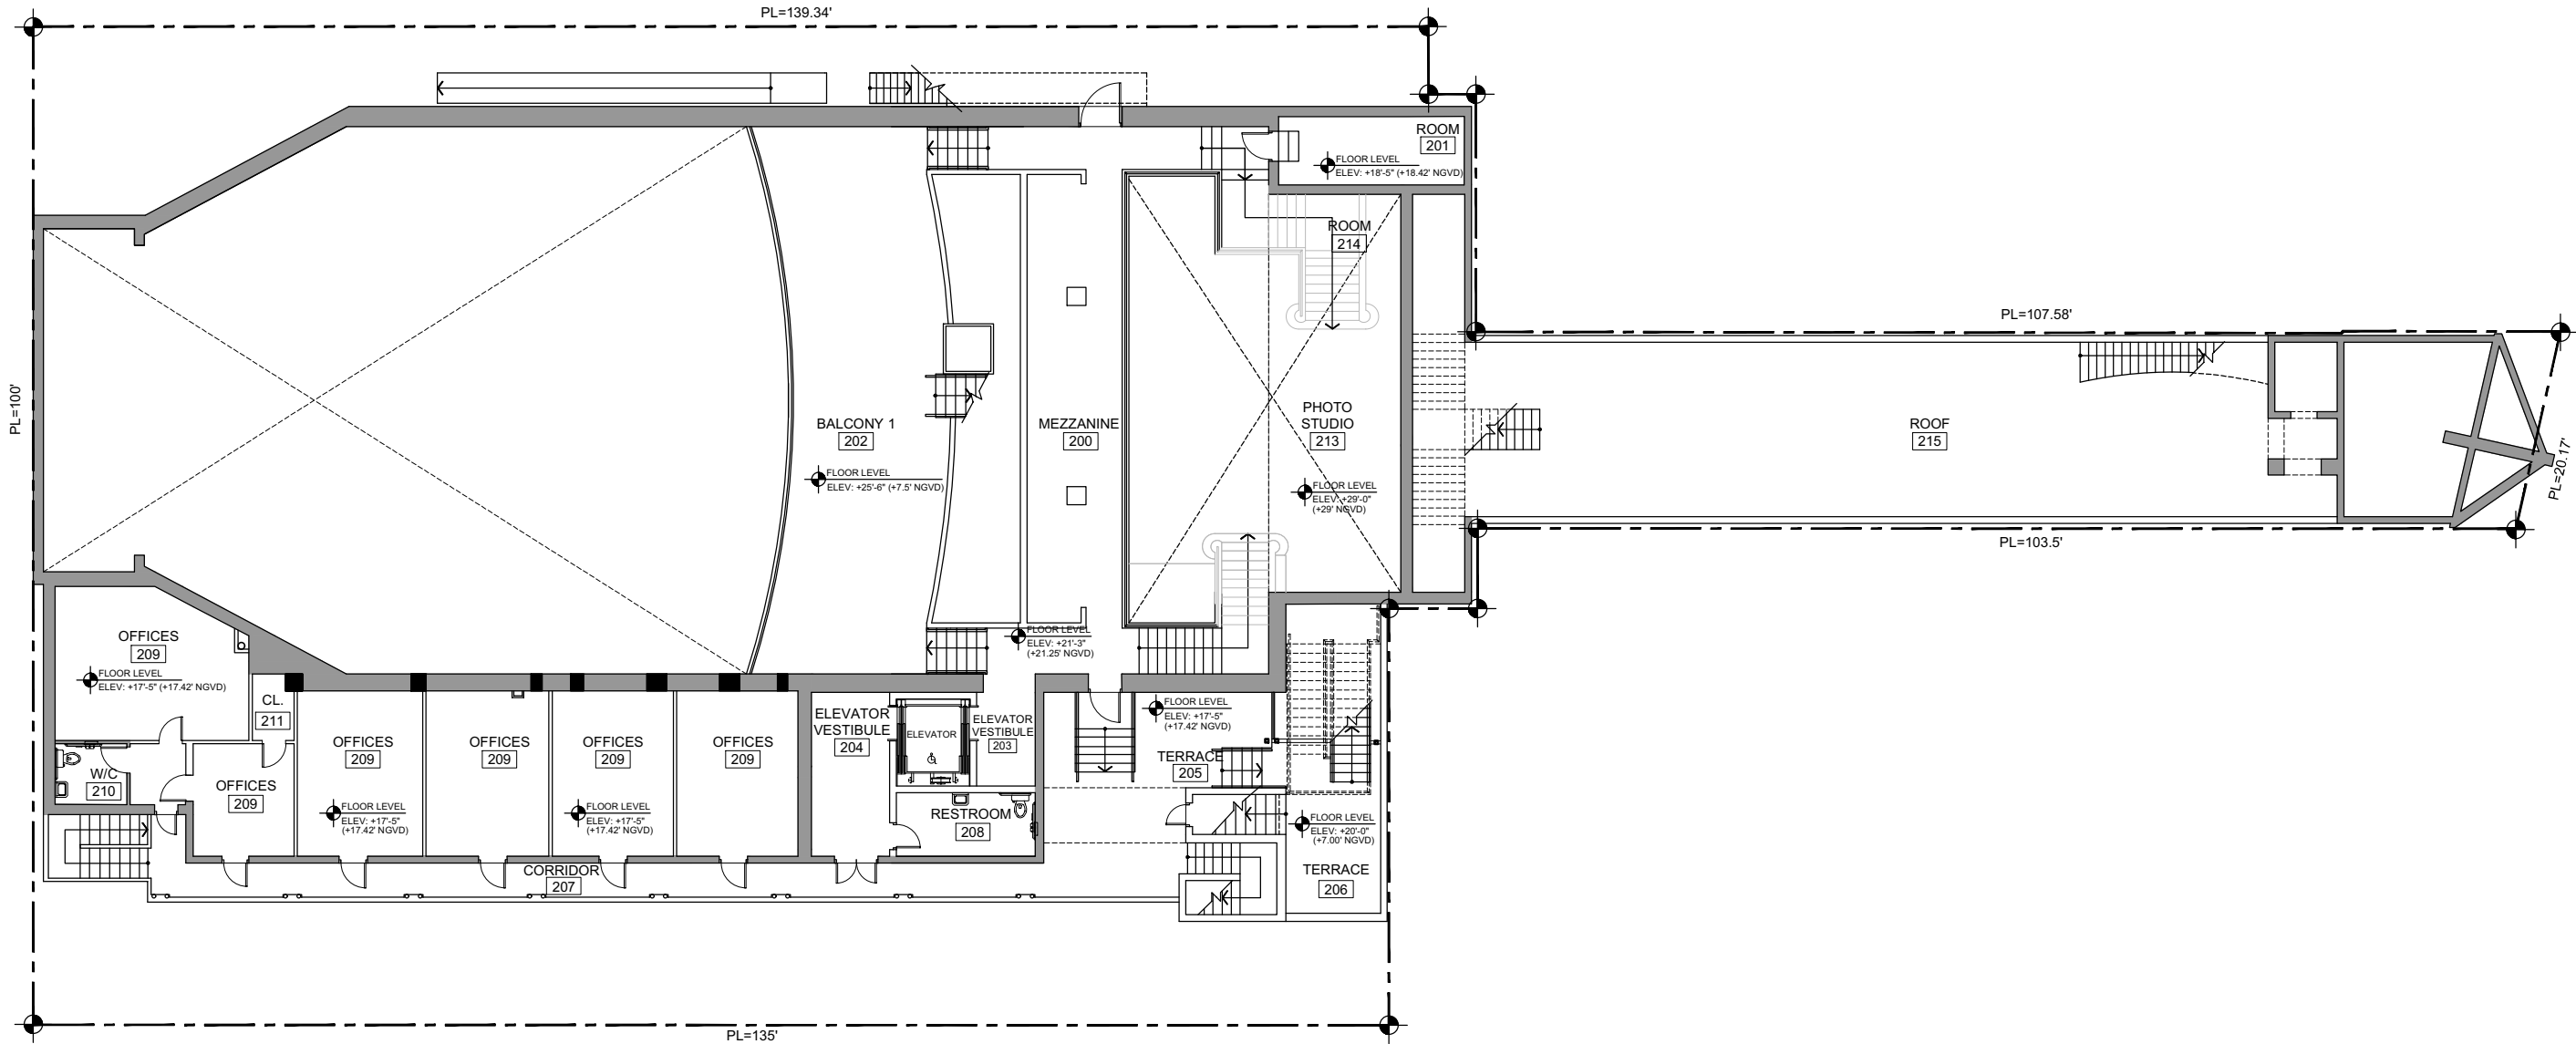 PL=139.34'
ROOM
201
FLOOR LEVEL
ELEV: +18'-5" (+18.42' NGVD)
ROOM
214
PL=107.58'
PL=100'
BALCONY 1
202
FLOOR LEVEL
ELEV: +25'-6" (+7.5' NGVD)
MEZZANINE
200
PHOTO
STUDIO
213
FLOOR LEVEL
ELEV: +29'-0"
(+29' NGVD)
ROOF
215
PL=20.17'
PL=103.5'
FLOOR LEVEL
ELEV: +21'-3"
(+21.25' NGVD)
OFFICES
209
FLOOR LEVEL
ELEV: +17'-5" (+17.42' NGVD)
CL.
211
W/C
210
OFFICES
209
OFFICES
209
FLOOR LEVEL
ELEV: +17'-5"
(+17.42' NGVD)
OFFICES
209
OFFICES
209
FLOOR LEVEL
ELEV: +17'-5"
(+17.42' NGVD)
OFFICES
209
ELEVATOR
VESTIBULE
204
ELEVATOR
ELEVATOR
VESTIBULE
203
RESTROOM
208
FLOOR LEVEL
ELEV: +17'-5"
(+17.42' NGVD)
TERRACE
205
FLOOR LEVEL
ELEV: +20'-0"
(+7.00' NGVD)
TERRACE
206
CORRIDOR
207
PL=135'